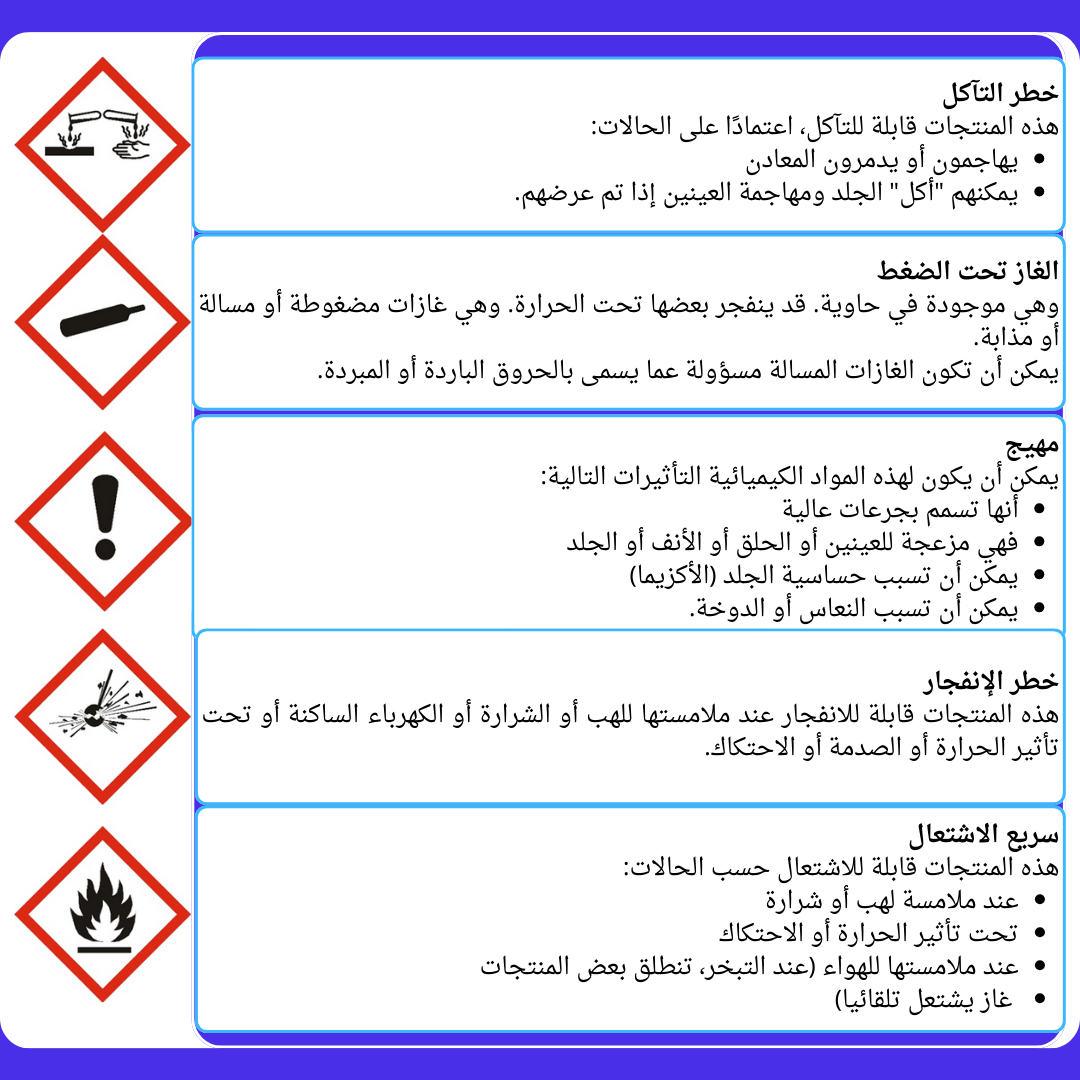 خطر التآكل
هذه المنتجات قابلة للتآكل، اعتمادًا على الحالات:
• يهاجمون أو يدمرون المعادن
• يمكنهم "أكل" الجلد ومهاجمة العينين إذا تم عرضهم.
الغاز تحت الضغط
وهي موجودة في حاوية. قد ينفجر بعضها تحت الحرارة. وهي غازات مضغوطة أو مسالة
أو مذابة.
يمكن أن تكون الغازات المسالة مسؤولة عما يسمى بالحروق الباردة أو المبردة.
مهيج
يمكن أن يكون لهذه المواد الكيميائية التأثيرات التالية:
• أنها تسمم بجرعات عالية
• فهي مزعجة للعينين أو الحلق أو الأنف أو الجلد
• يمكن أن تسبب حساسية الجلد (الأكزيما)
• يمكن أن تسبب النعاس أو الدوخة.
خطر الإنفجار
هذه المنتجات قابلة للانفجار عند ملامستها للهب أو الشرارة أو الكهرباء الساكنة أو تحت
تأثير الحرارة أو الصدمة أو الاحتكاك.
سريع الاشتعال
هذه المنتجات قابلة للاشتعال حسب الحالات:
• عند ملامسة لهب أو شرارة
• تحت تأثير الحرارة أو الاحتكاك
• عند ملامستها للهواء (عند التبخر، تنطلق بعض المنتجات
• غاز يشتعل تلقائيا)